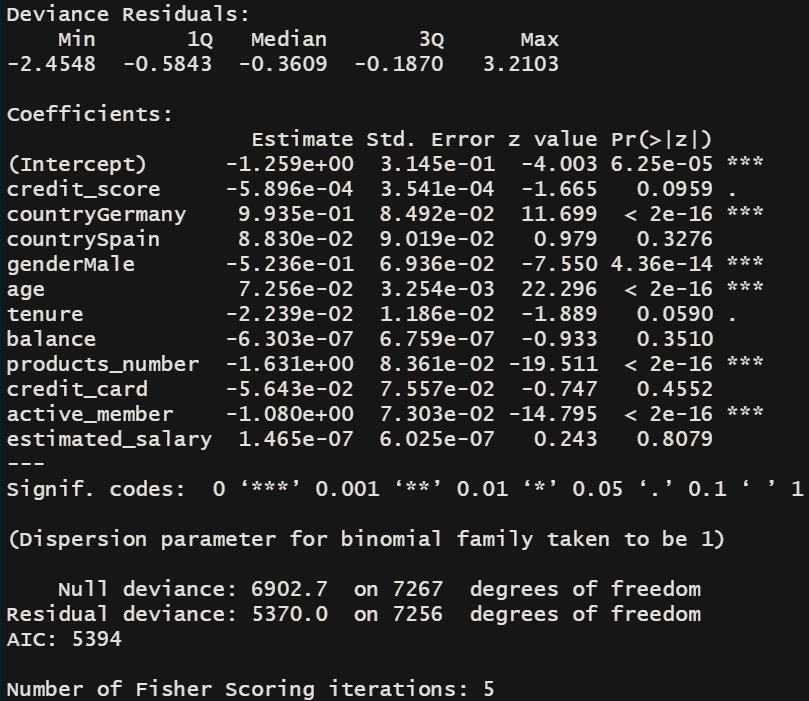 Deviance Residuals:
    Min       1Q   Median       3Q      Max
-2.4548  -0.5843  -0.3609  -0.1870   3.2103

Coefficients:
                   Estimate Std. Error z value Pr(>|z|)
(Intercept)      -1.259e+00  3.145e-01  -4.003 6.25e-05 ***
credit_score     -5.896e-04  3.541e-04  -1.665   0.0959 .
countryGermany    9.935e-01  8.492e-02  11.699  < 2e-16 ***
countrySpain      8.830e-02  9.019e-02   0.979   0.3276
genderMale       -5.236e-01  6.936e-02  -7.550 4.36e-14 ***
age               7.256e-02  3.254e-03  22.296  < 2e-16 ***
tenure           -2.239e-02  1.186e-02  -1.889   0.0590 .
balance          -6.303e-07  6.759e-07  -0.933   0.3510
products_number  -1.631e+00  8.361e-02 -19.511  < 2e-16 ***
credit_card      -5.643e-02  7.557e-02  -0.747   0.4552
active_member    -1.080e+00  7.303e-02 -14.795  < 2e-16 ***
estimated_salary  1.465e-07  6.025e-07   0.243   0.8079
---
Signif. codes:  0 ‘***’ 0.001 ‘**’ 0.01 ‘*’ 0.05 ‘.’ 0.1 ‘ ’ 1

(Dispersion parameter for binomial family taken to be 1)

    Null deviance: 6902.7  on 7267  degrees of freedom
Residual deviance: 5370.0  on 7256  degrees of freedom
AIC: 5394

Number of Fisher Scoring iterations: 5